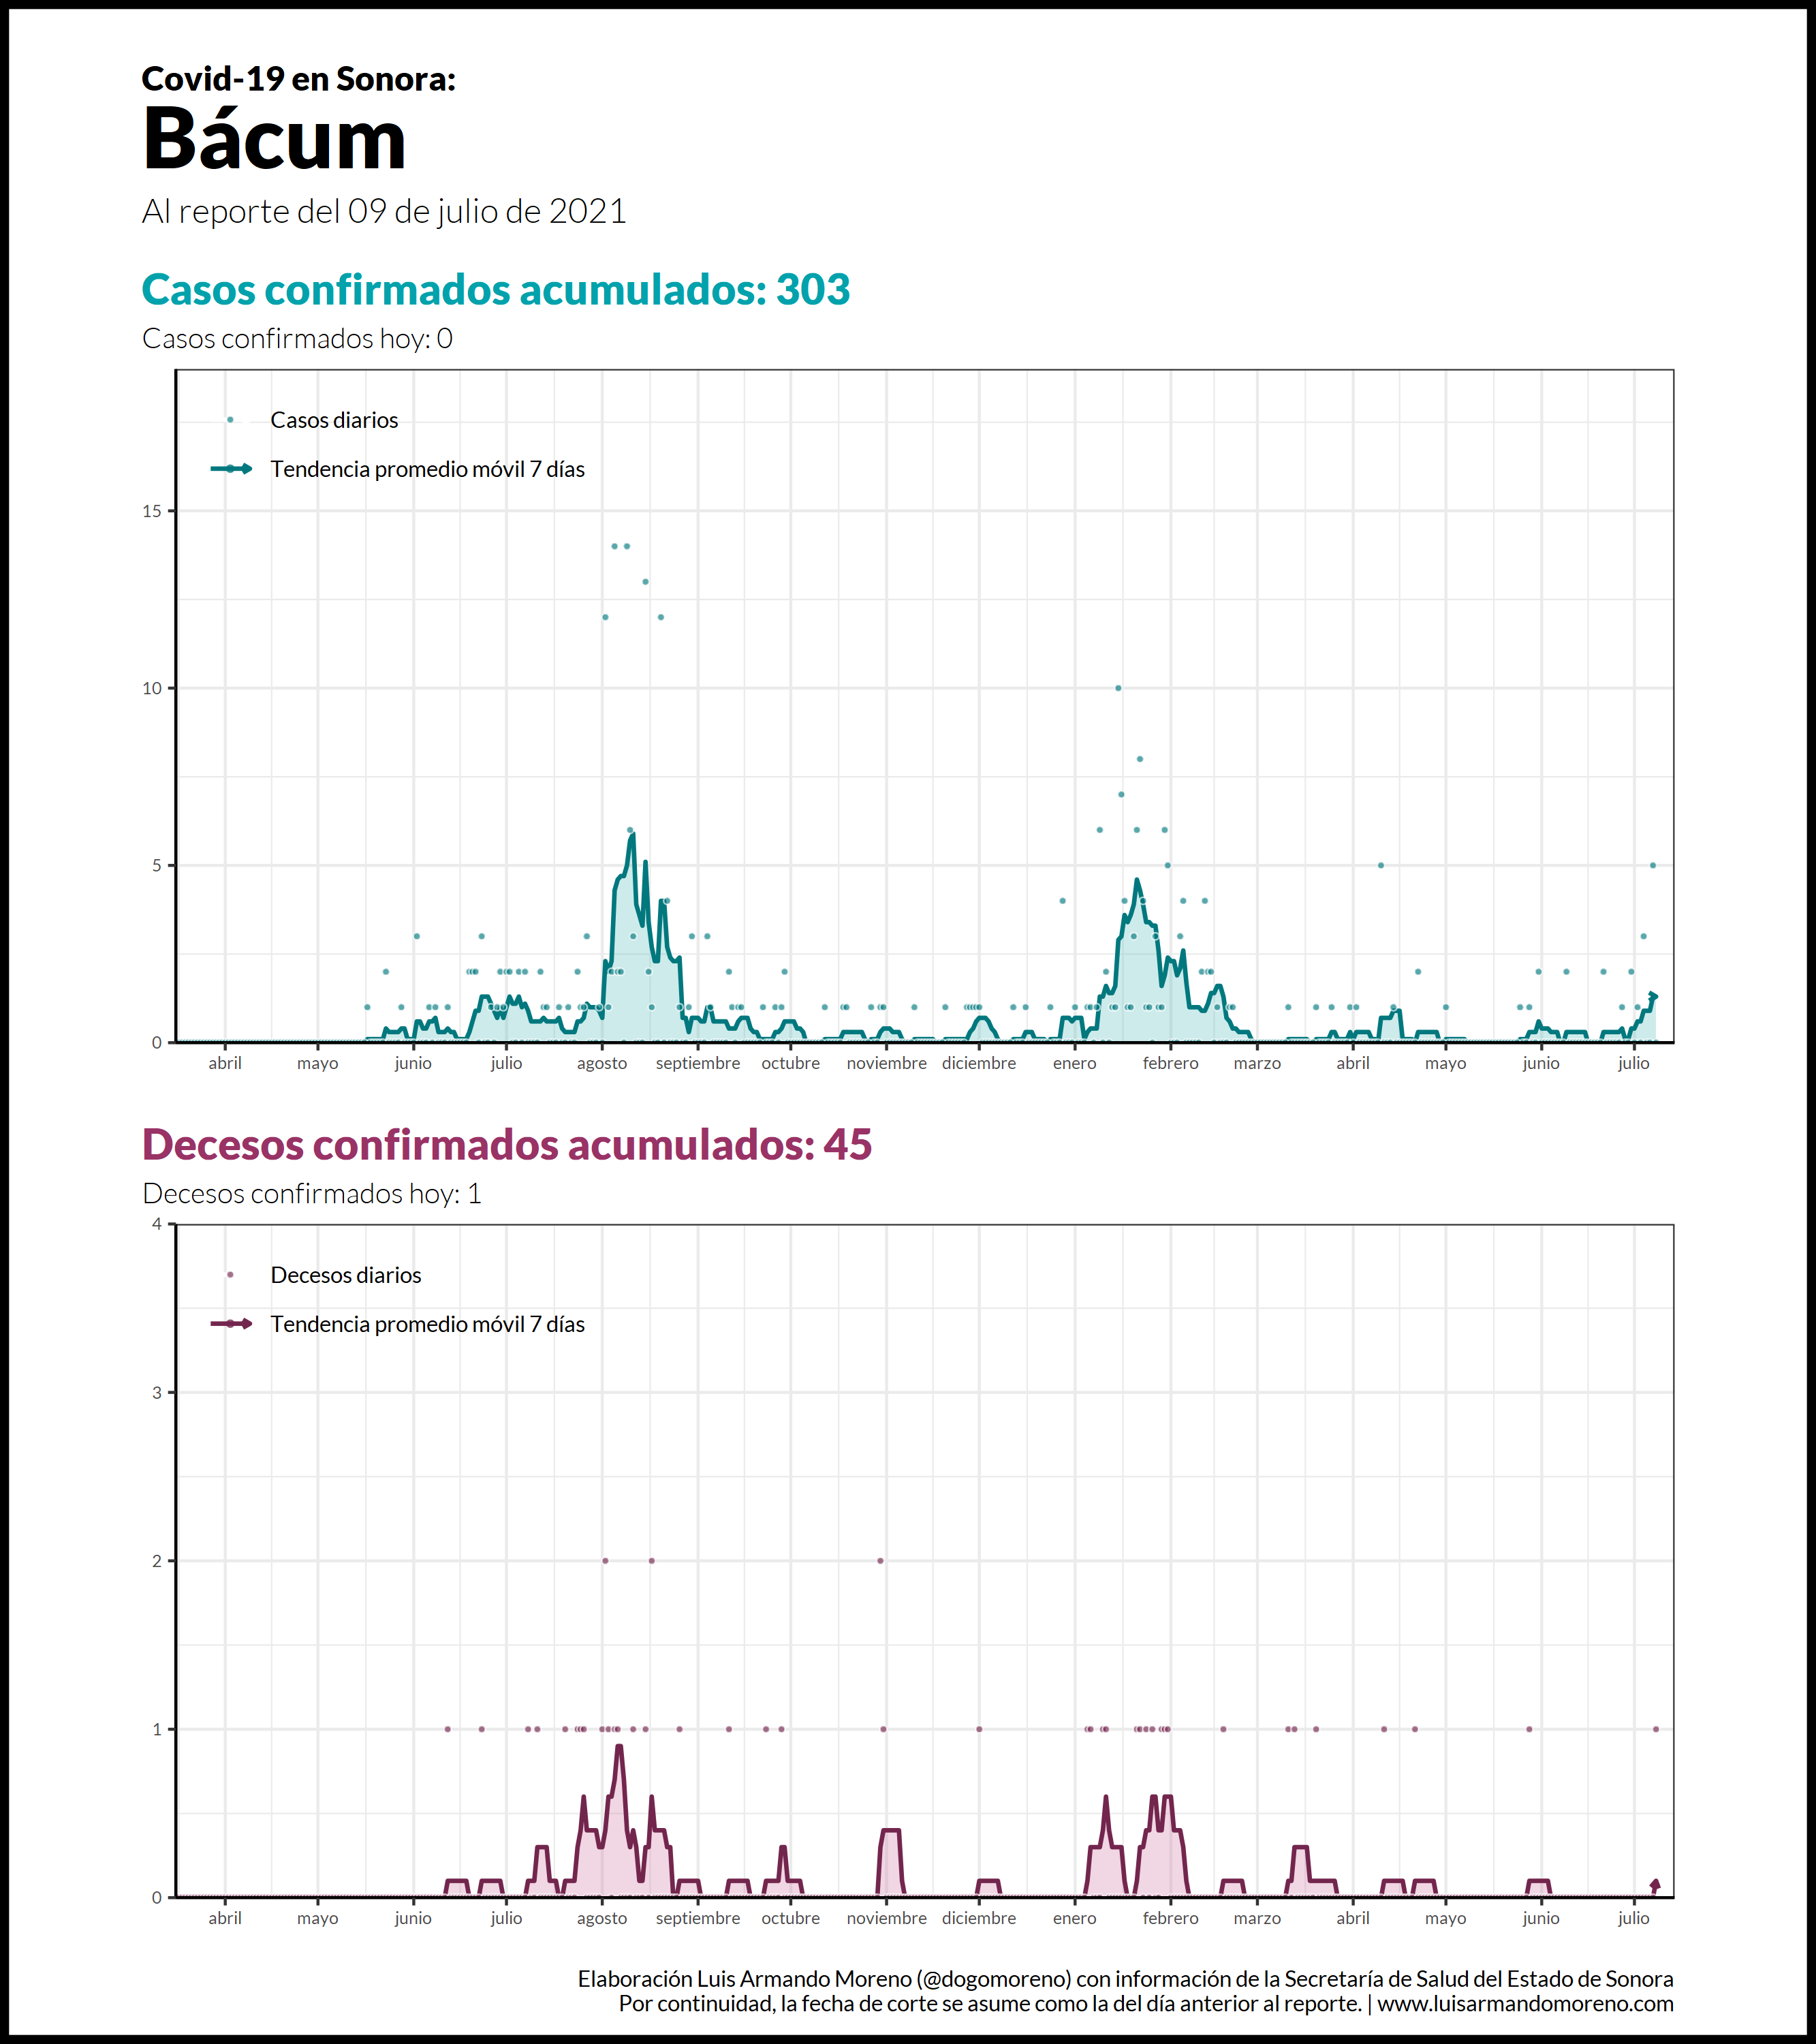 Covid-19 en Sonora:
Bácum
Al reporte del 09 de julio de 2021
Casos confirmados acumulados: 303
Casos confirmados hoy: 0
Casos diarios
Tendencia promedio móvil 7 días
15
10
5
0
abril mayo junio julio agosto septiembre octubre noviembre diciembre enero febrero marzo abril mayo junio julio
Decesos confirmados acumulados: 45
Decesos confirmados hoy: 1
4
Decesos diarios
Tendencia promedio móvil 7 días
3
2
1
0
abril mayo junio julio agosto septiembre octubre noviembre diciembre enero febrero marzo abril mayo junio julio
Elaboración Luis Armando Moreno (@dogomoreno) con información de la Secretaría de Salud del Estado de Sonora
Por continuidad, la fecha de corte se asume como la del día anterior al reporte. | www.luisarmandomoreno.com